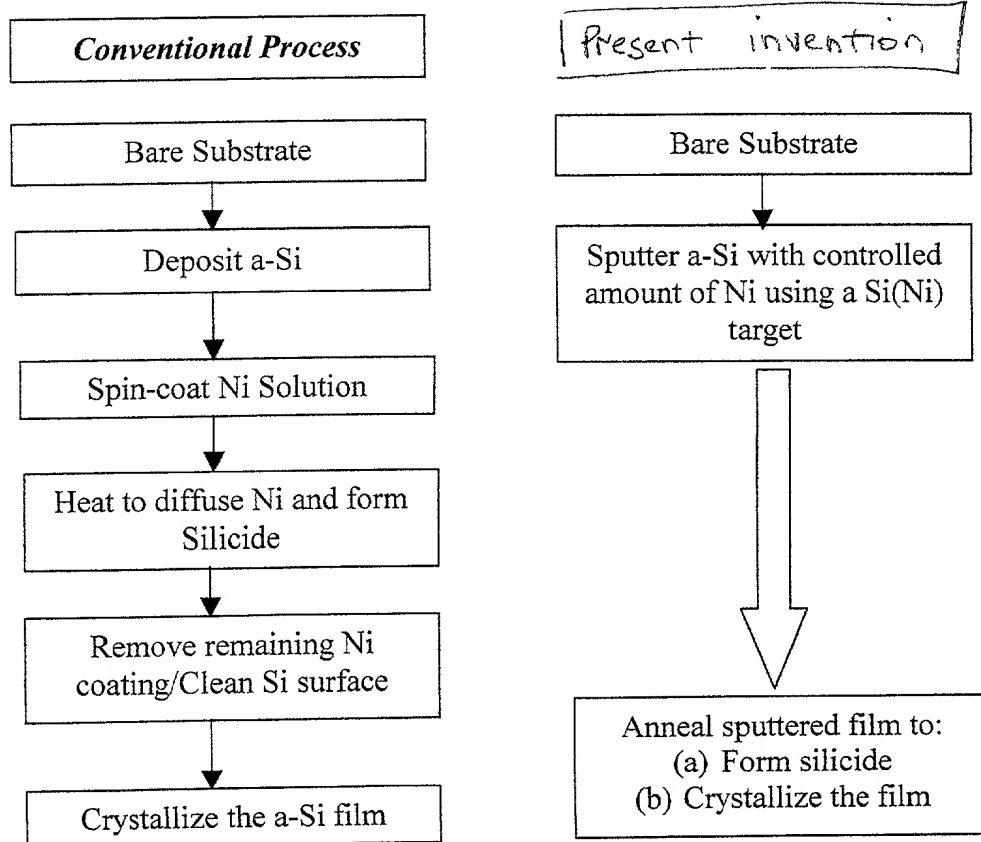 Conventional Process
Bare Substrate
Deposit a-Si
Spin-coat Ni Solution
Heat to diffuse Ni and form
Silicide
Remove remaining Ni
coating/Clean Si surface
Crystallize the a-Si film
Present invention
Bare Substrate
Sputter a-Si with controlled
amount of Ni using a Si(Ni)
target
Anneal sputtered film to:
(a) Form silicide
(b) Crystallize the film